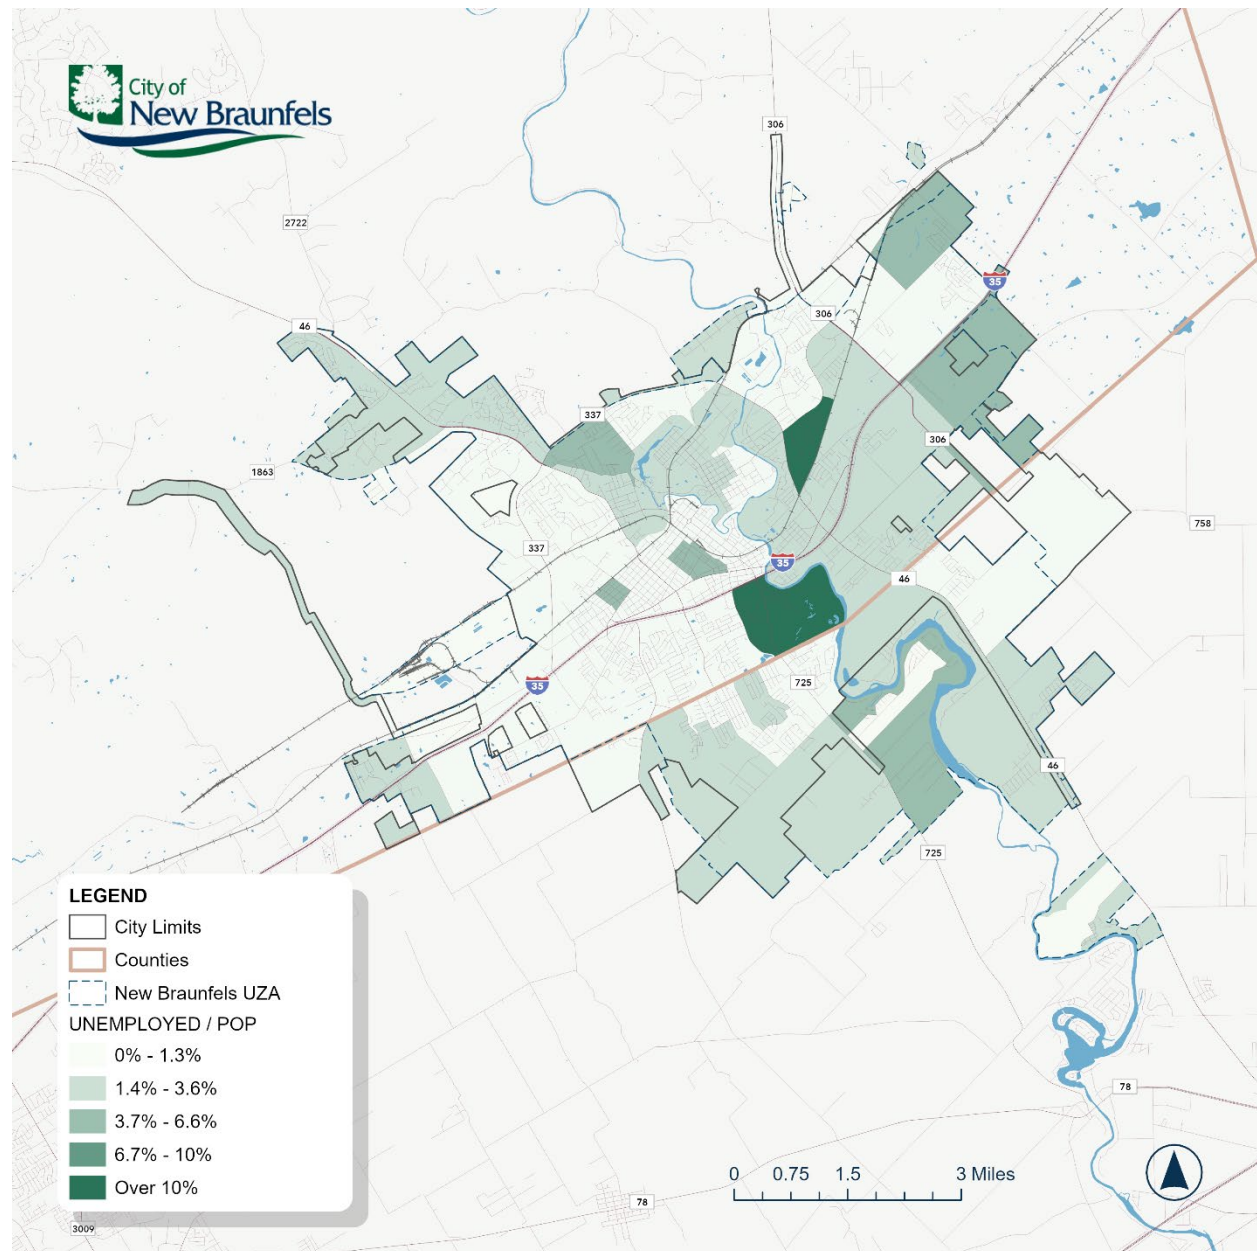 City of
New Braunfels
306
2722
35
46
306
337
306
1863
758
337
35
46
725
35
46
725
LEGEND
City Limits
Counties
New Braunfels UZA
UNEMPLOYED / POP
0% - 1.3%
1.4% - 3.6%
3.7% - 6.6%
6.7% - 10%
Over 10%
78
0 0.75 1.5 3 Miles
78
3009